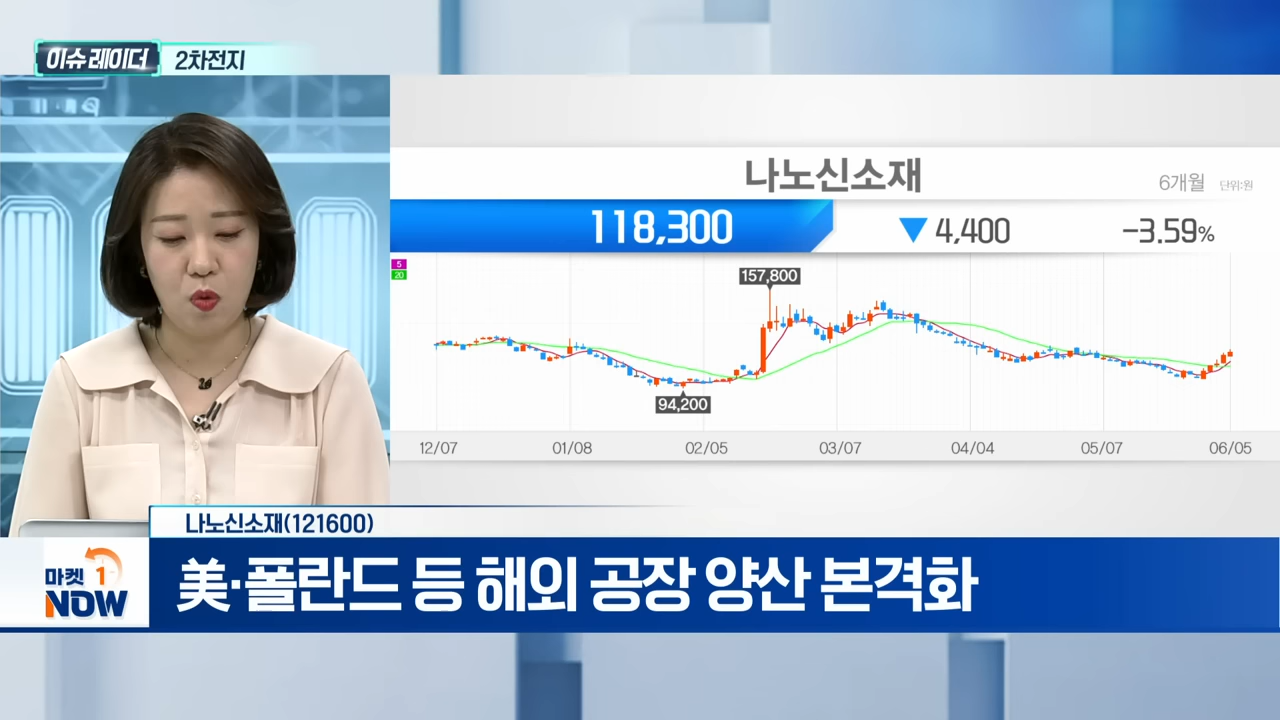 이슈레이더 2차전지
나노신소재
6개월 단위:원
118,300 ▼ 4,400 -3.59%
5
20
157,800
94,200
12/07 01/08 02/05 03/07 04/04 05/07 06/05
나노신소재(121600)
마켓 1
NOW
美·폴란드 등 해외 공장 양산 본격화